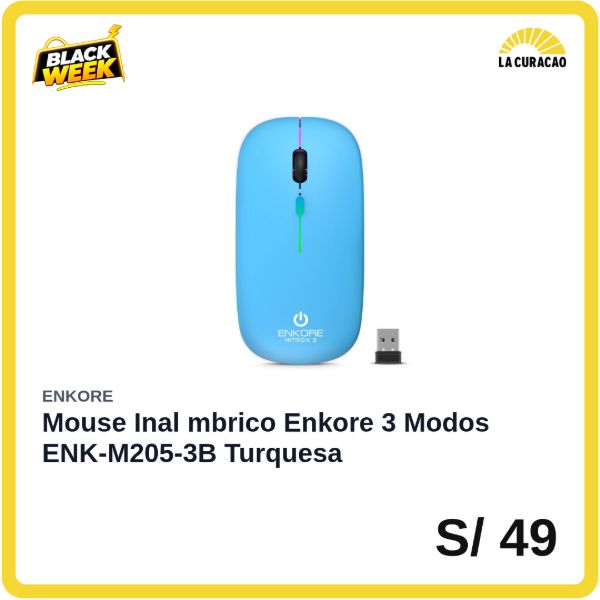 BLACK
WEEK
LA CURACAO
ENKORE
NITROX 3
ENKORE
Mouse Inal mbrico Enkore 3 Modos
ENK-M205-3B Turquesa
S/ 49